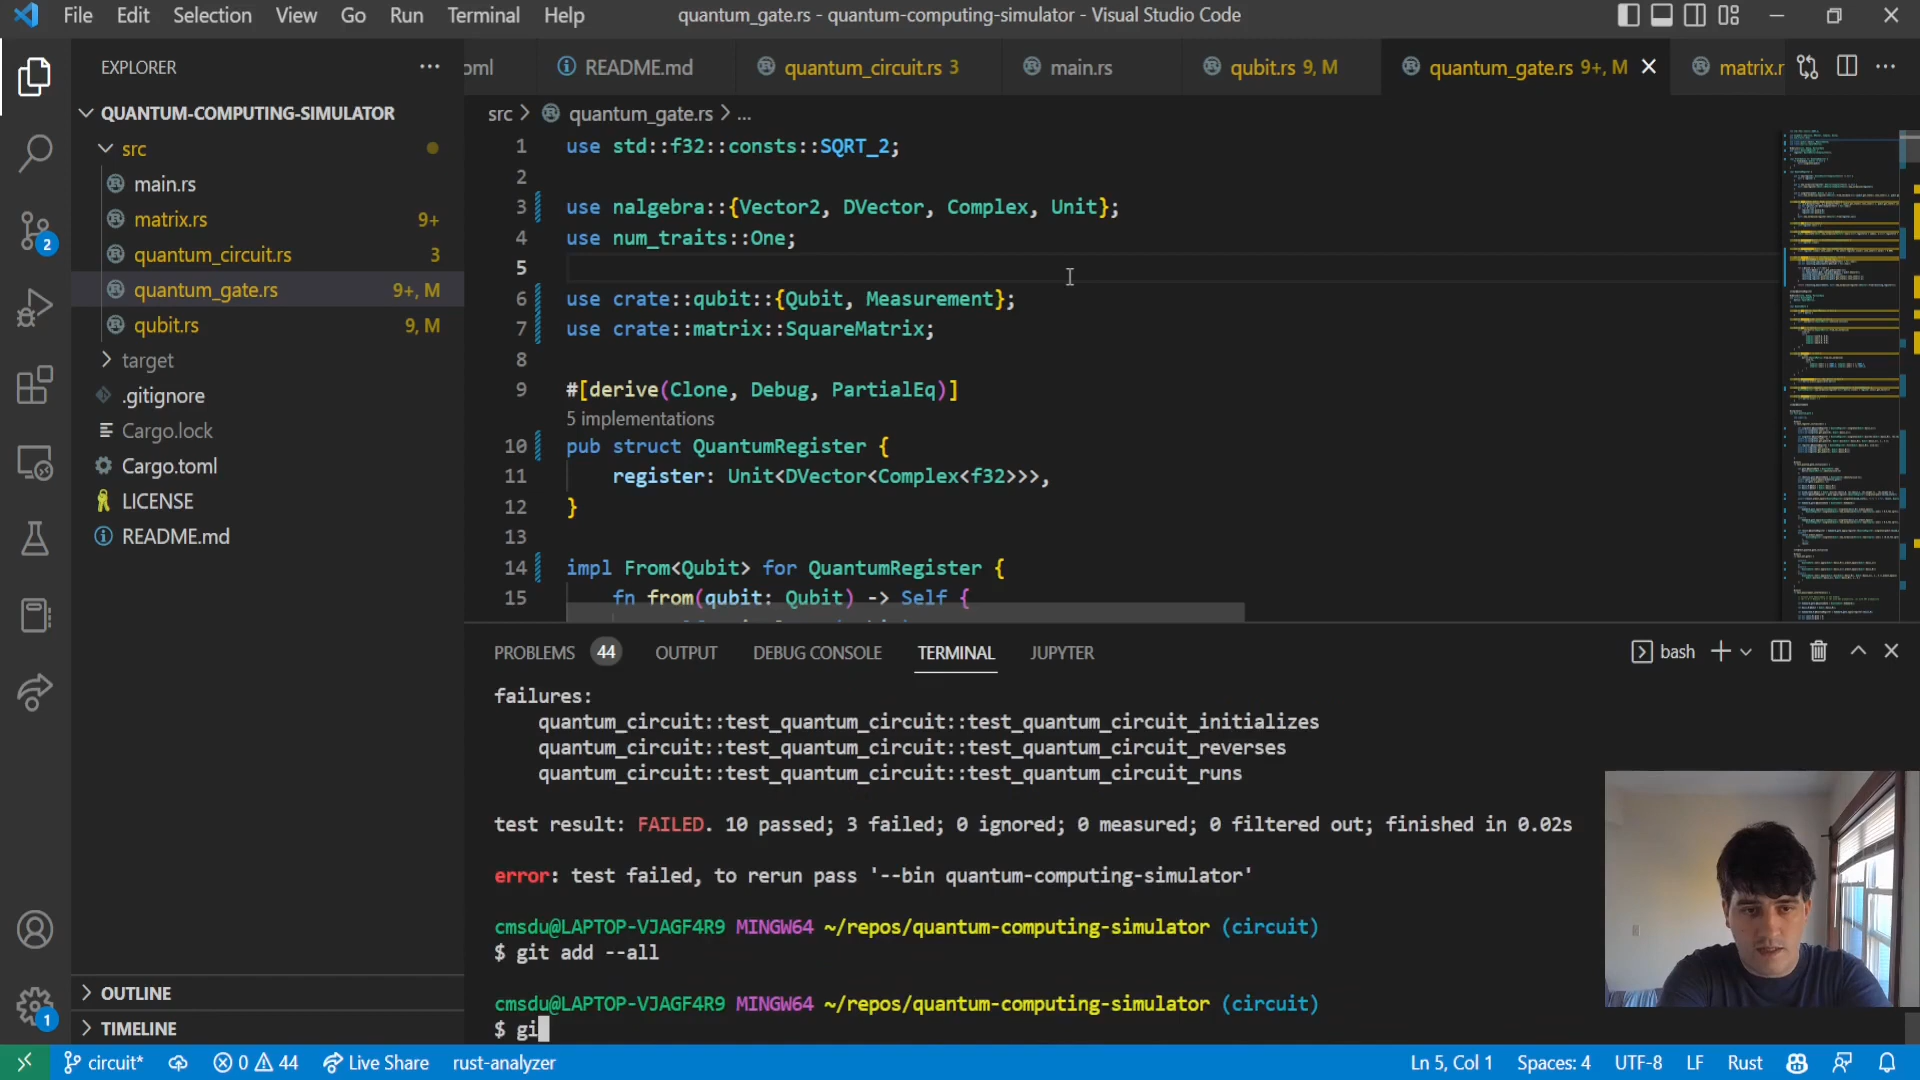 File Edit Selection View Go Run Terminal Help
quantum_gate.rs - quantum-computing-simulator - Visual Studio Code
EXPLORER
QUANTUM-COMPUTING-SIMULATOR
src
main.rs
matrix.rs 9+
quantum_circuit.rs 3
quantum_gate.rs 9+, M
qubit.rs 9, M
target
.gitignore
Cargo.lock
Cargo.toml
LICENSE
README.md
OUTLINE
TIMELINE
2
1
oml README.md quantum_circuit.rs 3 main.rs qubit.rs 9, M quantum_gate.rs 9+, M matrix.r
src > quantum_gate.rs > ...
1 use std::f32::consts::SQRT_2;
2
3 use nalgebra::{Vector2, DVector, Complex, Unit};
4 use num_traits::One;
5
6 use crate::qubit::{Qubit, Measurement};
7 use crate::matrix::SquareMatrix;
8
9 #[derive(Clone, Debug, PartialEq)]
5 implementations
10 pub struct QuantumRegister {
11 register: Unit<DVector<Complex<f32>>>,
12 }
13
14 impl From<Qubit> for QuantumRegister {
15 fn from(qubit: Qubit) -> Self {
PROBLEMS 44 OUTPUT DEBUG CONSOLE TERMINAL JUPYTER
bash
failures:
quantum_circuit::test_quantum_circuit::test_quantum_circuit_initializes
quantum_circuit::test_quantum_circuit::test_quantum_circuit_reverses
quantum_circuit::test_quantum_circuit::test_quantum_circuit_runs
test result: FAILED. 10 passed; 3 failed; 0 ignored; 0 measured; 0 filtered out; finished in 0.02s
error: test failed, to rerun pass '--bin quantum-computing-simulator'
cmsdu@LAPTOP-VJAGF4R9 MINGW64 ~/repos/quantum-computing-simulator (circuit)
$ git add --all
cmsdu@LAPTOP-VJAGF4R9 MINGW64 ~/repos/quantum-computing-simulator (circuit)
$ gi
circuit* 0 44 Live Share rust-analyzer Ln 5, Col 1 Spaces: 4 UTF-8 LF Rust